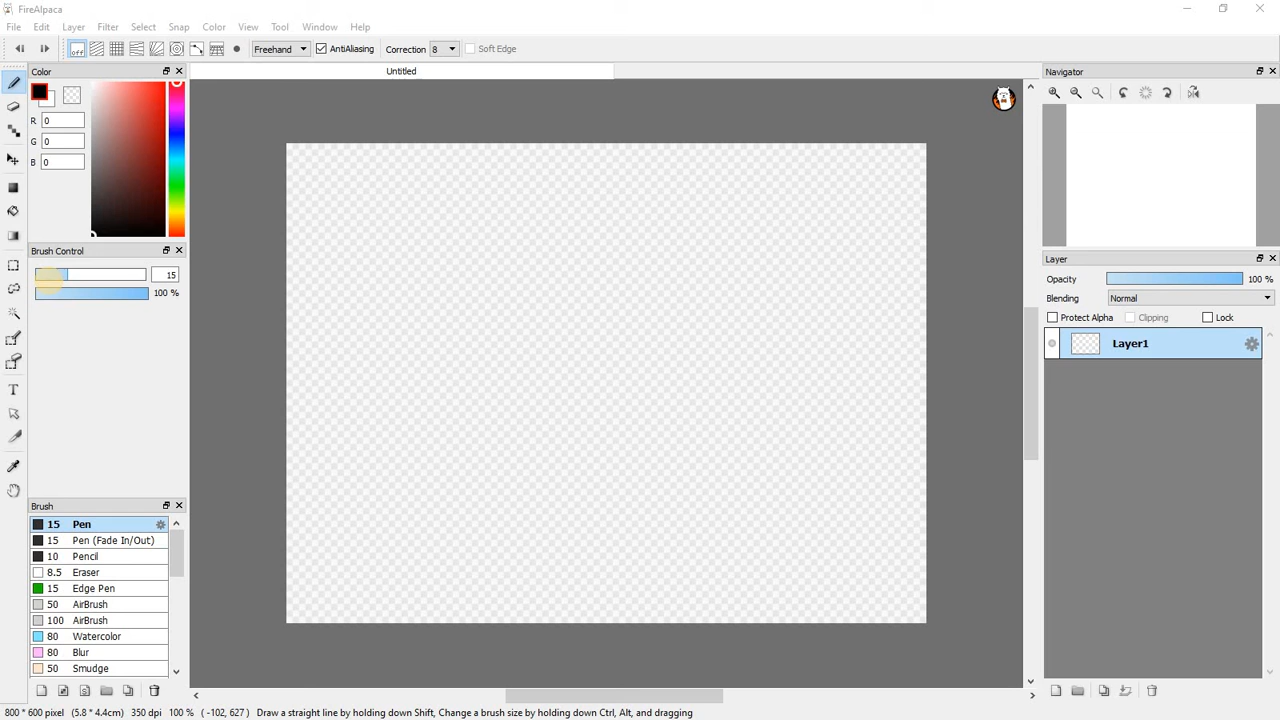 FireAlpaca
File Edit Layer Filter Select Snap Color View Tool Window Help
off Freehand AntiAliasing Correction 8 Soft Edge
Color
Untitled
Navigator
R 0
G 0
B 0
Brush Control
15
100 %
Layer
Opacity 100 %
Blending Normal
Protect Alpha Clipping Lock
Layer1
Brush
15 Pen
15 Pen (Fade In/Out)
10 Pencil
8.5 Eraser
15 Edge Pen
50 AirBrush
100 AirBrush
80 Watercolor
80 Blur
50 Smudge
800 * 600 pixel (5.8 * 4.4cm) 350 dpi 100 % ( -102, 627 ) Draw a straight line by holding down Shift, Change a brush size by holding down Ctrl, Alt, and dragging